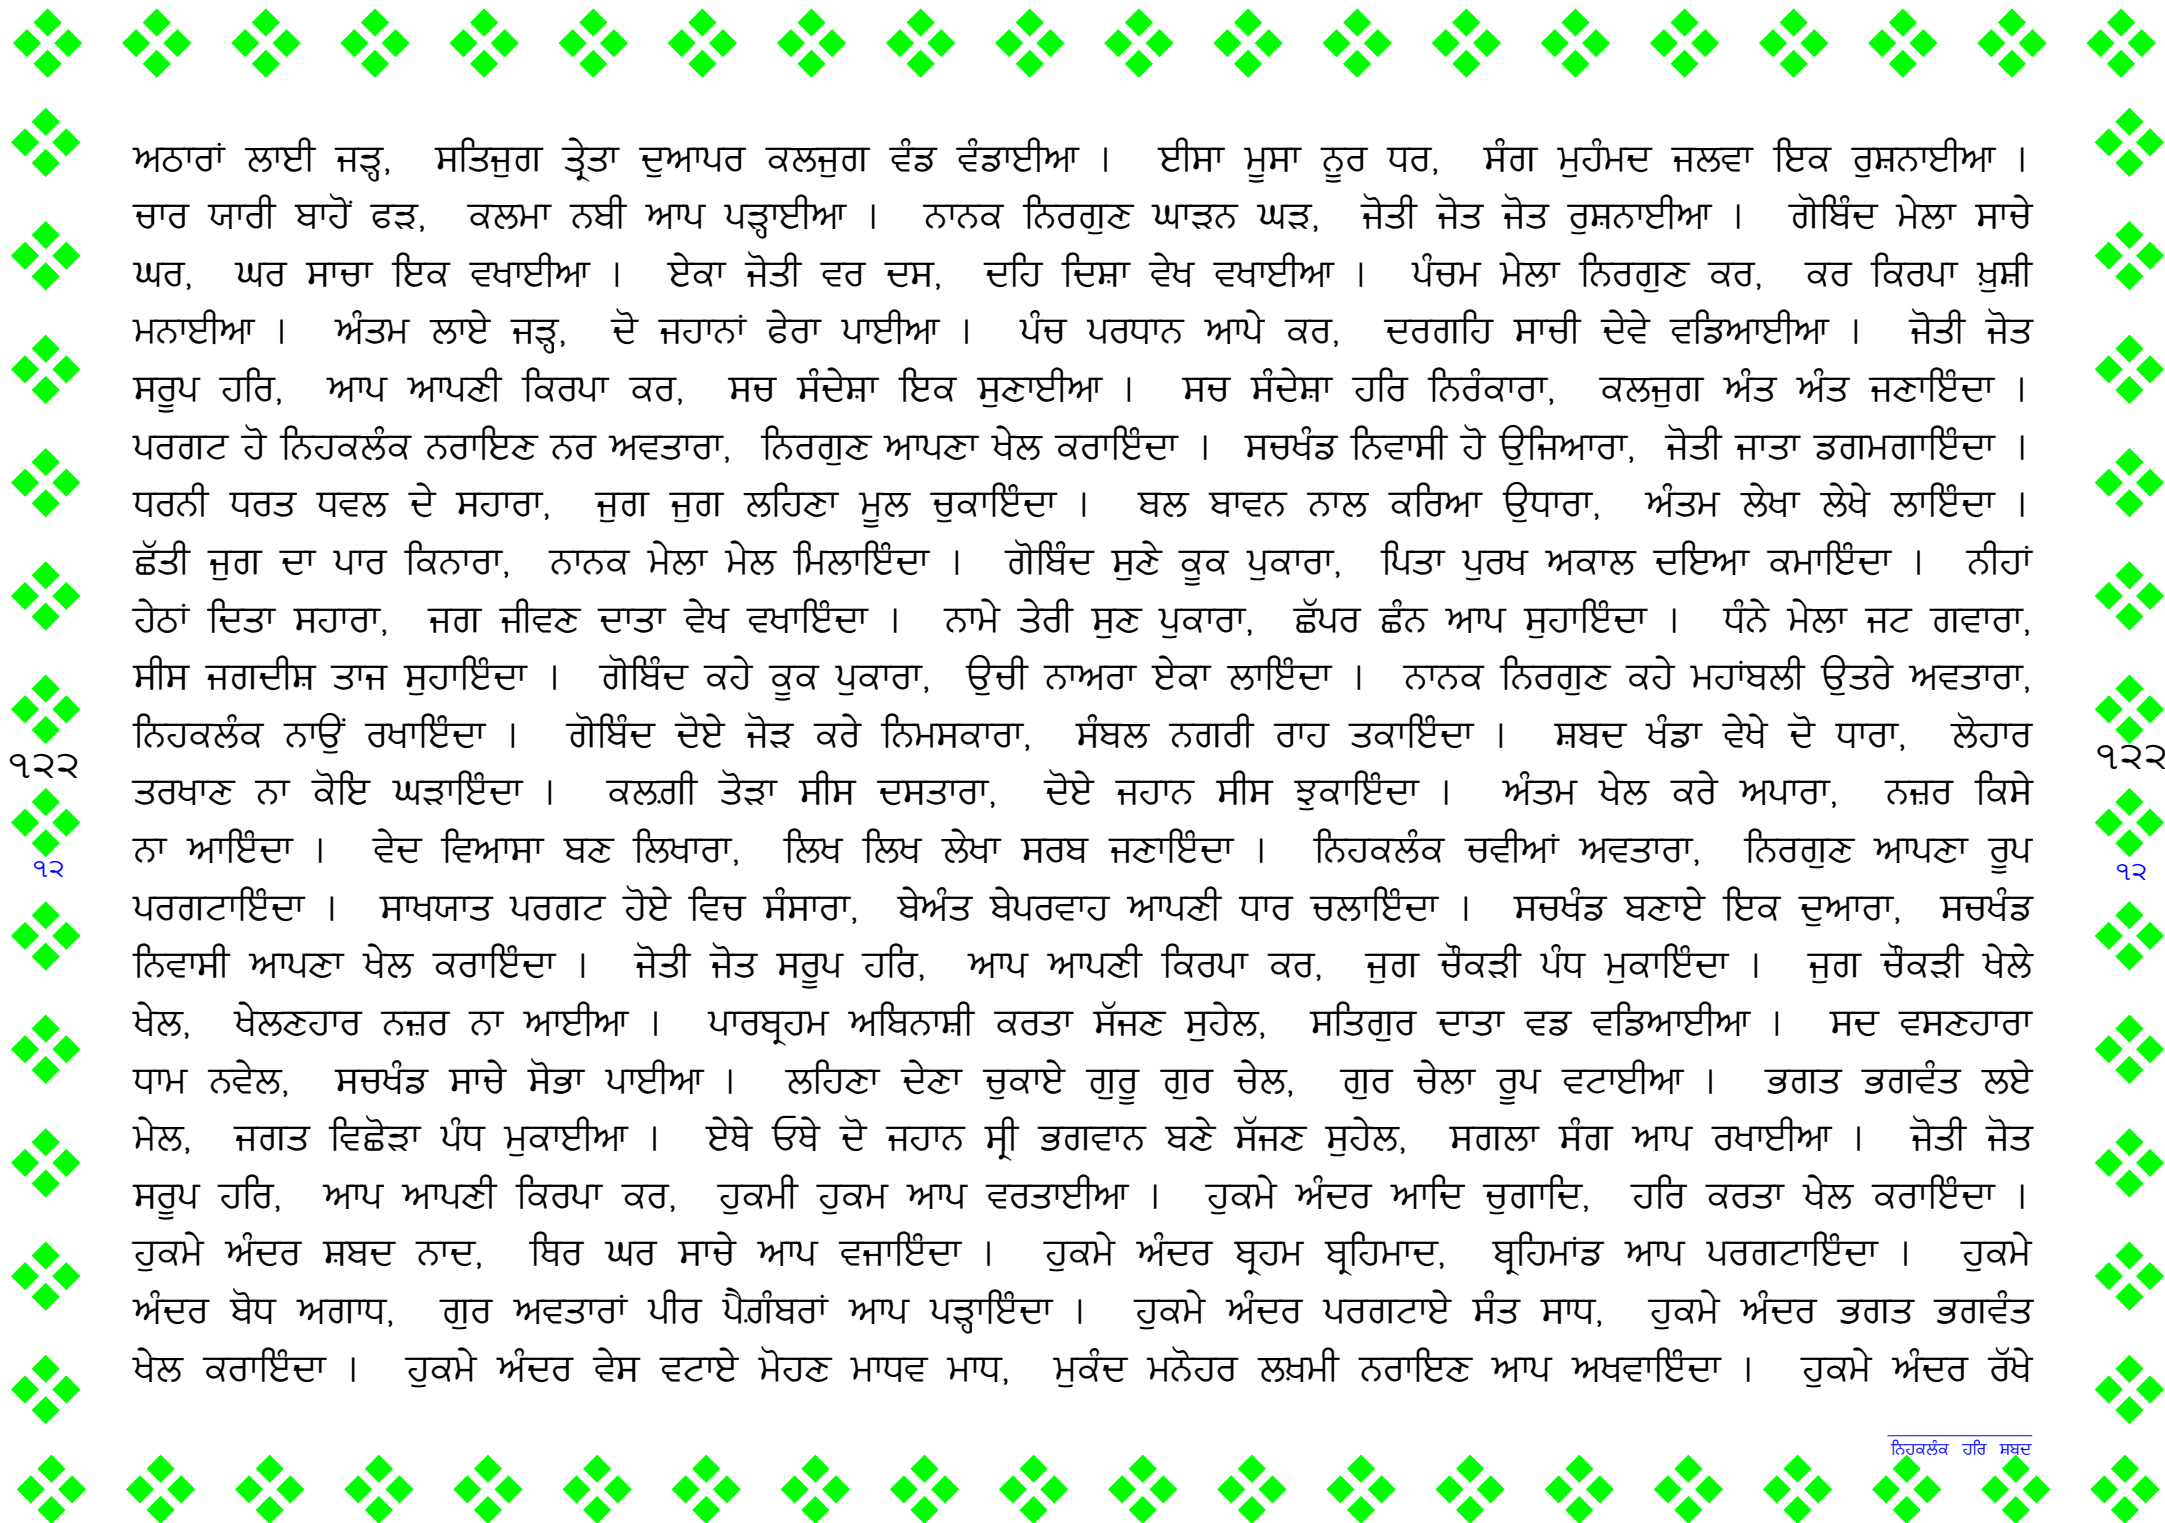 ਅਠਾਰਾਂ ਲਾਈ ਜੜ੍ਹ, ਸਤਿਜੁਗ ਤ੍ਰੇਤਾ ਦੁਆਪਰ ਕਲਜੁਗ ਵੰਡ ਵੰਡਾਈਆ । ਈਸਾ ਮੂਸਾ ਨੂਰ ਧਰ, ਸੰਗ ਮੁਹੰਮਦ ਜਲਵਾ ਇਕ ਰੁਸ਼ਨਾਈਆ ।
ਚਾਰ ਯਾਰੀ ਬਾਹੋਂ ਫੜ, ਕਲਮਾ ਨਬੀ ਆਪ ਪੜ੍ਹਾਈਆ । ਨਾਨਕ ਨਿਰਗੁਣ ਘਾੜਨ ਘੜ, ਜੋਤੀ ਜੋਤ ਜੋਤ ਰੁਸ਼ਨਾਈਆ । ਗੋਬਿੰਦ ਮੇਲਾ ਸਾਚੇ
ਘਰ, ਘਰ ਸਾਚਾ ਇਕ ਵਖਾਈਆ । ਏਕਾ ਜੋਤੀ ਵਰ ਦਸ, ਦਹਿ ਦਿਸ਼ਾ ਵੇਖ ਵਖਾਈਆ । ਪੰਚਮ ਮੇਲਾ ਨਿਰਗੁਣ ਕਰ, ਕਰ ਕਿਰਪਾ ਖ਼ੁਸ਼ੀ
ਮਨਾਈਆ । ਅੰਤਮ ਲਾਏ ਜੜ੍ਹ, ਦੋ ਜਹਾਨਾਂ ਫੇਰਾ ਪਾਈਆ । ਪੰਚ ਪਰਧਾਨ ਆਪੇ ਕਰ, ਦਰਗਹਿ ਸਾਚੀ ਦੇਵੇ ਵਡਿਆਈਆ । ਜੋਤੀ ਜੋਤ
ਸਰੂਪ ਹਰਿ, ਆਪ ਆਪਣੀ ਕਿਰਪਾ ਕਰ, ਸਚ ਸੰਦੇਸ਼ਾ ਇਕ ਸੁਣਾਈਆ । ਸਚ ਸੰਦੇਸ਼ਾ ਹਰਿ ਨਿਰੰਕਾਰਾ, ਕਲਜੁਗ ਅੰਤ ਅੰਤ ਜਣਾਇੰਦਾ ।
ਪਰਗਟ ਹੋ ਨਿਹਕਲੰਕ ਨਰਾਇਣ ਨਰ ਅਵਤਾਰਾ, ਨਿਰਗੁਣ ਆਪਣਾ ਖੇਲ ਕਰਾਇੰਦਾ । ਸਚਖੰਡ ਨਿਵਾਸੀ ਹੋ ਉਜਿਆਰਾ, ਜੋਤੀ ਜਾਤਾ ਡਗਮਗਾਇੰਦਾ ।
ਧਰਨੀ ਧਰਤ ਧਵਲ ਦੇ ਸਹਾਰਾ, ਜੁਗ ਜੁਗ ਲਹਿਣਾ ਮੂਲ ਚੁਕਾਇੰਦਾ । ਬਲ ਬਾਵਨ ਨਾਲ ਕਰਿਆ ਉਧਾਰਾ, ਅੰਤਮ ਲੇਖਾ ਲੇਖੇ ਲਾਇੰਦਾ ।
ਛੱਤੀ ਜੁਗ ਦਾ ਪਾਰ ਕਿਨਾਰਾ, ਨਾਨਕ ਮੇਲਾ ਮੇਲ ਮਿਲਾਇੰਦਾ । ਗੋਬਿੰਦ ਸੁਣੇ ਕੂਕ ਪੁਕਾਰਾ, ਪਿਤਾ ਪੁਰਖ ਅਕਾਲ ਦਇਆ ਕਮਾਇੰਦਾ । ਨੀਹਾਂ
ਹੇਠਾਂ ਦਿਤਾ ਸਹਾਰਾ, ਜਗ ਜੀਵਣ ਦਾਤਾ ਵੇਖ ਵਖਾਇੰਦਾ । ਨਾਮੇ ਤੇਰੀ ਸੁਣ ਪੁਕਾਰਾ, ਛੱਪਰ ਛੰਨ ਆਪ ਸੁਹਾਇੰਦਾ । ਧੰਨੇ ਮੇਲਾ ਜਟ ਗਵਾਰਾ,
ਸੀਸ ਜਗਦੀਸ਼ ਤਾਜ ਸੁਹਾਇੰਦਾ । ਗੋਬਿੰਦ ਕਹੇ ਕੂਕ ਪੁਕਾਰਾ, ਉਚੀ ਨਾਅਰਾ ਏਕਾ ਲਾਇੰਦਾ । ਨਾਨਕ ਨਿਰਗੁਣ ਕਹੇ ਮਹਾਂਬਲੀ ਉਤਰੇ ਅਵਤਾਰਾ,
ਨਿਹਕਲੰਕ ਨਾਉਂ ਰਖਾਇੰਦਾ । ਗੋਬਿੰਦ ਦੋਏ ਜੋੜ ਕਰੇ ਨਿਮਸਕਾਰਾ, ਸੰਬਲ ਨਗਰੀ ਰਾਹ ਤਕਾਇੰਦਾ । ਸ਼ਬਦ ਖੰਡਾ ਵੇਖੇ ਦੋ ਧਾਰਾ, ਲੋਹਾਰ
੧੨੨ ੧੨੨
ਤਰਖਾਣ ਨਾ ਕੋਇ ਘੜਾਇੰਦਾ । ਕਲਗ਼ੀ ਤੋੜਾ ਸੀਸ ਦਸਤਾਰਾ, ਦੋਏ ਜਹਾਨ ਸੀਸ ਝੁਕਾਇੰਦਾ । ਅੰਤਮ ਖੇਲ ਕਰੇ ਅਪਾਰਾ, ਨਜ਼ਰ ਕਿਸੇ
ਨਾ ਆਇੰਦਾ । ਵੇਦ ਵਿਆਸਾ ਬਣ ਲਿਖਾਰਾ, ਲਿਖ ਲਿਖ ਲੇਖਾ ਸਰਬ ਜਣਾਇੰਦਾ । ਨਿਹਕਲੰਕ ਚਵੀਆਂ ਅਵਤਾਰਾ, ਨਿਰਗੁਣ ਆਪਣਾ ਰੂਪ
੧੨ ੧੨
ਪਰਗਟਾਇੰਦਾ । ਸਾਖਯਾਤ ਪਰਗਟ ਹੋਏ ਵਿਚ ਸੰਸਾਰਾ, ਬੇਅੰਤ ਬੇਪਰਵਾਹ ਆਪਣੀ ਧਾਰ ਚਲਾਇੰਦਾ । ਸਚਖੰਡ ਬਣਾਏ ਇਕ ਦੁਆਰਾ, ਸਚਖੰਡ
ਨਿਵਾਸੀ ਆਪਣਾ ਖੇਲ ਕਰਾਇੰਦਾ । ਜੋਤੀ ਜੋਤ ਸਰੂਪ ਹਰਿ, ਆਪ ਆਪਣੀ ਕਿਰਪਾ ਕਰ, ਜੁਗ ਚੌਕੜੀ ਪੰਧ ਮੁਕਾਇੰਦਾ । ਜੁਗ ਚੌਕੜੀ ਖੇਲੇ
ਖੇਲ, ਖੇਲਣਹਾਰ ਨਜ਼ਰ ਨਾ ਆਈਆ । ਪਾਰਬ੍ਰਹਮ ਅਬਿਨਾਸ਼ੀ ਕਰਤਾ ਸੱਜਣ ਸੁਹੇਲ, ਸਤਿਗੁਰ ਦਾਤਾ ਵਡ ਵਡਿਆਈਆ । ਸਦ ਵਸਣਹਾਰਾ
ਧਾਮ ਨਵੇਲ, ਸਚਖੰਡ ਸਾਚੇ ਸੋਭਾ ਪਾਈਆ । ਲਹਿਣਾ ਦੇਣਾ ਚੁਕਾਏ ਗੁਰੂ ਗੁਰ ਚੇਲ, ਗੁਰ ਚੇਲਾ ਰੂਪ ਵਟਾਈਆ । ਭਗਤ ਭਗਵੰਤ ਲਏ
ਮੇਲ, ਜਗਤ ਵਿਛੋੜਾ ਪੰਧ ਮੁਕਾਈਆ । ਏਥੇ ਓਥੇ ਦੋ ਜਹਾਨ ਸ੍ਰੀ ਭਗਵਾਨ ਬਣੇ ਸੱਜਣ ਸੁਹੇਲ, ਸਗਲਾ ਸੰਗ ਆਪ ਰਖਾਈਆ । ਜੋਤੀ ਜੋਤ
ਸਰੂਪ ਹਰਿ, ਆਪ ਆਪਣੀ ਕਿਰਪਾ ਕਰ, ਹੁਕਮੀ ਹੁਕਮ ਆਪ ਵਰਤਾਈਆ । ਹੁਕਮੇ ਅੰਦਰ ਆਦਿ ਚੁਗਾਦਿ, ਹਰਿ ਕਰਤਾ ਖੇਲ ਕਰਾਇੰਦਾ ।
ਹੁਕਮੇ ਅੰਦਰ ਸ਼ਬਦ ਨਾਦ, ਥਿਰ ਘਰ ਸਾਚੇ ਆਪ ਵਜਾਇੰਦਾ । ਹੁਕਮੇ ਅੰਦਰ ਬ੍ਰਹਮ ਬ੍ਰਹਿਮਾਦ, ਬ੍ਰਹਿਮਾਂਡ ਆਪ ਪਰਗਟਾਇੰਦਾ । ਹੁਕਮੇ
ਅੰਦਰ ਬੋਧ ਅਗਾਧ, ਗੁਰ ਅਵਤਾਰਾਂ ਪੀਰ ਪੈਗ਼ੰਬਰਾਂ ਆਪ ਪੜ੍ਹਾਇੰਦਾ । ਹੁਕਮੇ ਅੰਦਰ ਪਰਗਟਾਏ ਸੰਤ ਸਾਧ, ਹੁਕਮੇ ਅੰਦਰ ਭਗਤ ਭਗਵੰਤ
ਖੇਲ ਕਰਾਇੰਦਾ । ਹੁਕਮੇ ਅੰਦਰ ਵੇਸ ਵਟਾਏ ਮੋਹਣ ਮਾਧਵ ਮਾਧ, ਮੁਕੰਦ ਮਨੋਹਰ ਲਖ਼ਮੀ ਨਰਾਇਣ ਆਪ ਅਖਵਾਇੰਦਾ । ਹੁਕਮੇ ਅੰਦਰ ਰੱਖੇ
ਨਿਹਕਲੰਕ ਹਰਿ ਸ਼ਬਦ